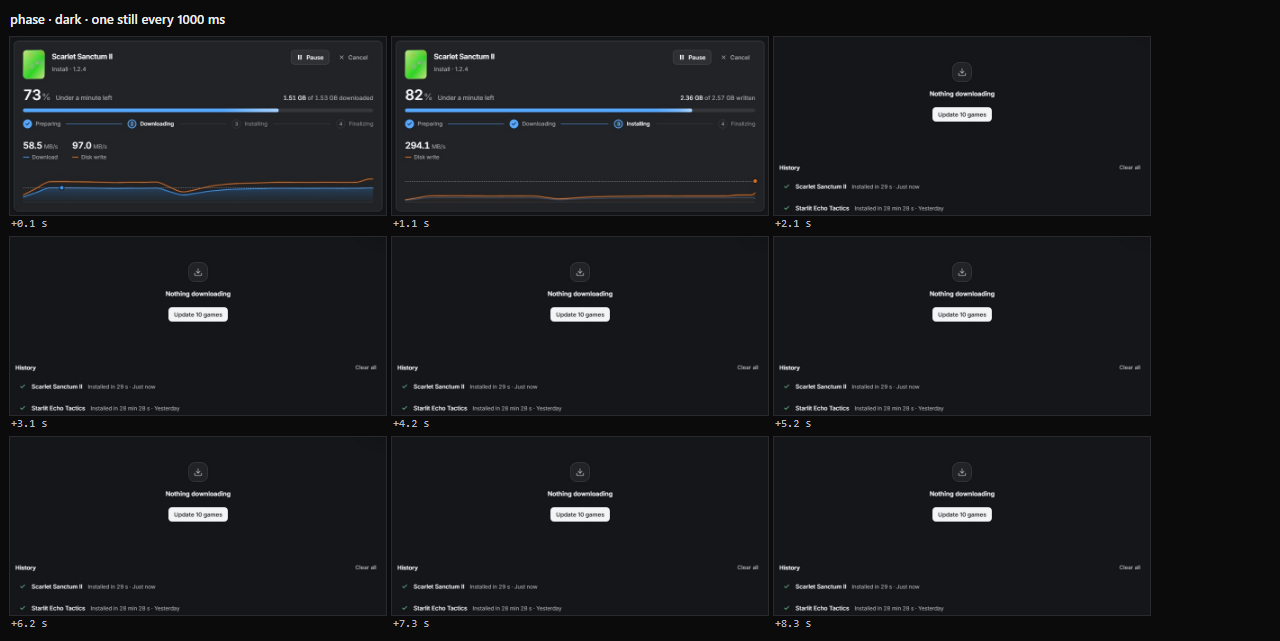 phase · dark · one still every 1000 ms
Scarlet Sanctum II
Install · 1.2.4
Pause
Cancel
73% Under a minute left
1.51 GB of 1.53 GB downloaded
Preparing
2 Downloading
3 Installing
4 Finalizing
58.5 MB/s
97.0 MB/s
Download
Disk write
+0.1 s
Scarlet Sanctum II
Install · 1.2.4
Pause
Cancel
82% Under a minute left
2.36 GB of 2.57 GB written
Preparing
Downloading
3 Installing
4 Finalizing
294.1 MB/s
Disk write
+1.1 s
Nothing downloading
Update 10 games
History
Clear all
Scarlet Sanctum II Installed in 29 s · Just now
Starlit Echo Tactics Installed in 28 min 28 s · Yesterday
+2.1 s
Nothing downloading
Update 10 games
History
Clear all
Scarlet Sanctum II Installed in 29 s · Just now
Starlit Echo Tactics Installed in 28 min 28 s · Yesterday
+3.1 s
Nothing downloading
Update 10 games
History
Clear all
Scarlet Sanctum II Installed in 29 s · Just now
Starlit Echo Tactics Installed in 28 min 28 s · Yesterday
+4.2 s
Nothing downloading
Update 10 games
History
Clear all
Scarlet Sanctum II Installed in 29 s · Just now
Starlit Echo Tactics Installed in 28 min 28 s · Yesterday
+5.2 s
Nothing downloading
Update 10 games
History
Clear all
Scarlet Sanctum II Installed in 29 s · Just now
Starlit Echo Tactics Installed in 28 min 28 s · Yesterday
+6.2 s
Nothing downloading
Update 10 games
History
Clear all
Scarlet Sanctum II Installed in 29 s · Just now
Starlit Echo Tactics Installed in 28 min 28 s · Yesterday
+7.3 s
Nothing downloading
Update 10 games
History
Clear all
Scarlet Sanctum II Installed in 29 s · Just now
Starlit Echo Tactics Installed in 28 min 28 s · Yesterday
+8.3 s